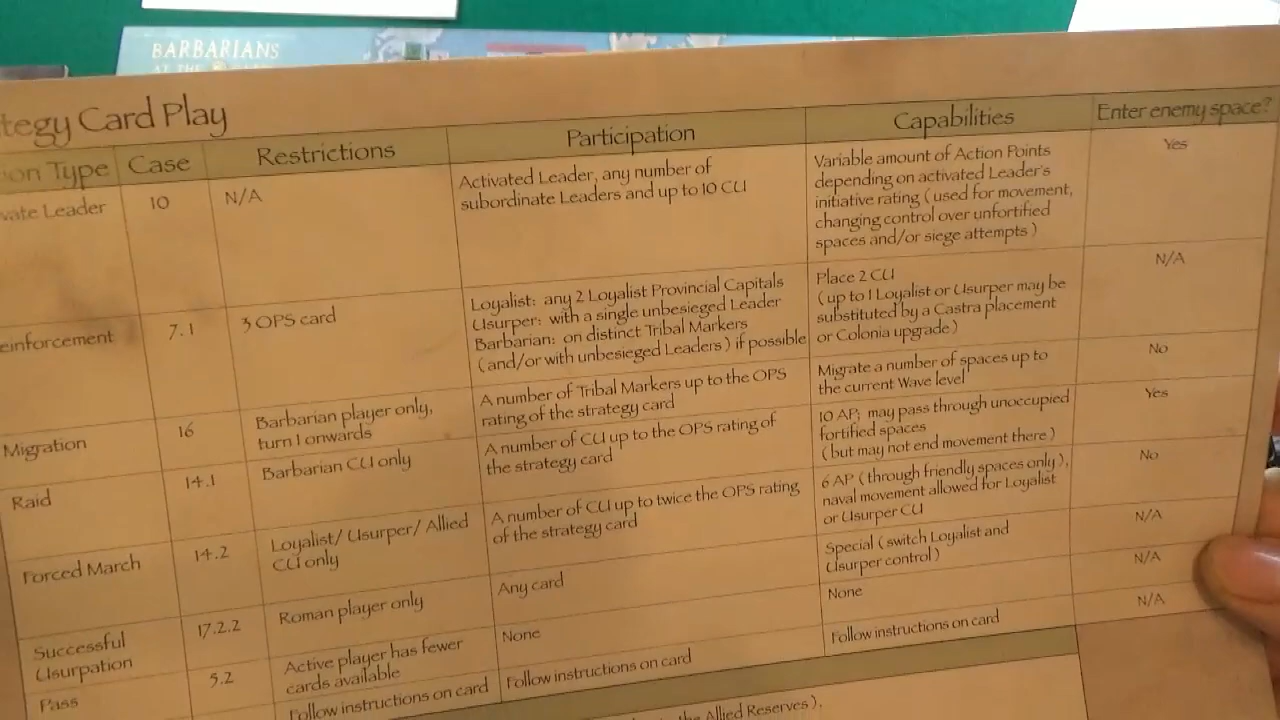 BARBARIANS
AT THE
tegy Card Play
ion Type Case Restrictions Participation Capabilities Enter enemy space?
vate Leader 10 N/A
Activated Leader, any number of
subordinate Leaders and up to 10 CU
Variable amount of Action Points
depending on activated Leader's
initiative rating ( used for movement,
changing control over unfortified
spaces and/or siege attempts )
Yes
einforcement 7.1 3 OPS card
Loyalist: any 2 Loyalist Provincial Capitals
Usurper: with a single unbesieged Leader
Barbarian: on distinct Tribal Markers
( and/or with unbesieged Leaders ) if possible
Place 2 CU
( up to 1 Loyalist or Usurper may be
substituted by a Castra placement
or Colonia upgrade )
N/A
Migration 16
Barbarian player only,
turn 1 onwards
A number of Tribal Markers up to the OPS
rating of the strategy card
Migrate a number of spaces up to
the current Wave level
No
Raid 14.1 Barbarian CU only
A number of CU up to the OPS rating of
the strategy card
10 AP; may pass through unoccupied
fortified spaces
( but may not end movement there )
Yes
Forced March 14.2
Loyalist/ Usurper/ Allied
CU only
A number of CU up to twice the OPS rating
of the strategy card
6 AP ( through friendly spaces only ),
naval movement allowed for Loyalist
or Usurper CU
No
Successful
Usurpation
17.2.2 Roman player only
Any card
Special ( switch Loyalist and
Usurper control )
N/A
Pass 5.2
Active player has fewer
cards available
None
None
N/A
Follow instructions on card
Follow instructions on card
Follow instructions on card
N/A
the Allied Reserves ),